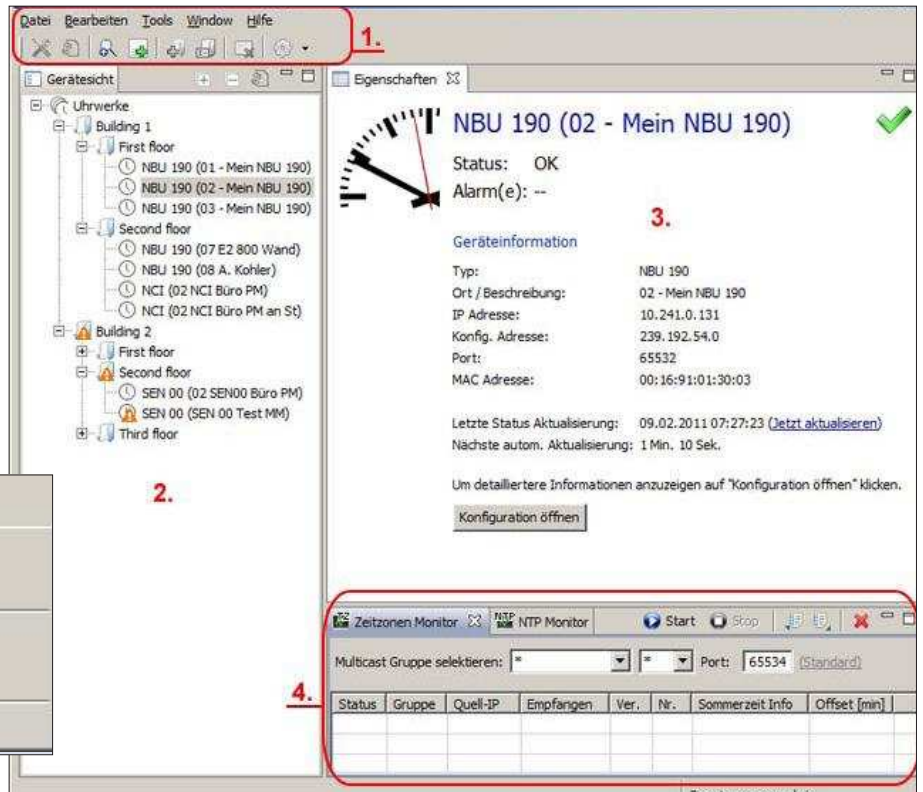 Datei Bearbeiten Tools Window Hilfe
1.
Gerätesicht
Uhrwerke
Building 1
First floor
NBU 190 (01 - Mein NBU 190)
NBU 190 (02 - Mein NBU 190)
NBU 190 (03 - Mein NBU 190)
Second floor
NBU 190 (07 E2 800 Wand)
NBU 190 (08 A. Kohler)
NCI (02 NCI Büro PM)
NCI (02 NCI Büro PM an St)
Building 2
First floor
Second floor
SEN 00 (02 SEN00 Büro PM)
SEN 00 (SEN 00 Test MM)
Third floor
2.
Eigenschaften
NBU 190 (02 - Mein NBU 190)
Status: OK
Alarm(e): --
3.
Geräteinformation
Typ: NBU 190
Ort / Beschreibung: 02 - Mein NBU 190
IP Adresse: 10.241.0.131
Konfig. Adresse: 239.192.54.0
Port: 65532
MAC Adresse: 00:16:91:01:30:03
Letzte Status Aktualisierung: 09.02.2011 07:27:23 (Jetzt aktualisieren)
Nächste autom. Aktualisierung: 1 Min. 10 Sek.
Um detailliertere Informationen anzuzeigen auf "Konfiguration öffnen" klicken.
Konfiguration öffnen
Zeitzonen Monitor NTP Monitor Start Stop
Multicast Gruppe selektieren: * * Port: 65534 (Standard)
4.
Status Gruppe Quell-IP Empfangen Ver. Nr. Sommerzeit Info Offset [min]